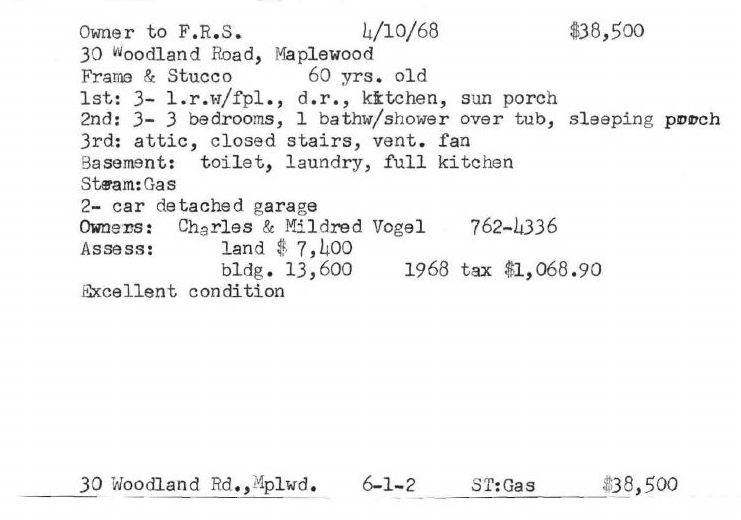 Owner to F.R.S. 4/10/68 $38,500
30 Woodland Road, Maplewood
Frame & Stucco 60 yrs. old
1st: 3- l.r.w/fpl., d.r., kitchen, sun porch
2nd: 3- 3 bedrooms, 1 bathw/shower over tub, sleeping porch
3rd: attic, closed stairs, vent. fan
Basement: toilet, laundry, full kitchen
Steam:Gas
2- car detached garage
Owners: Charles & Mildred Vogel 762-4336
Assess: land $ 7,400
bldg. 13,600 1968 tax $1,068.90
Excellent condition
30 Woodland Rd.,Mplwd. 6-1-2 ST:Gas $38,500